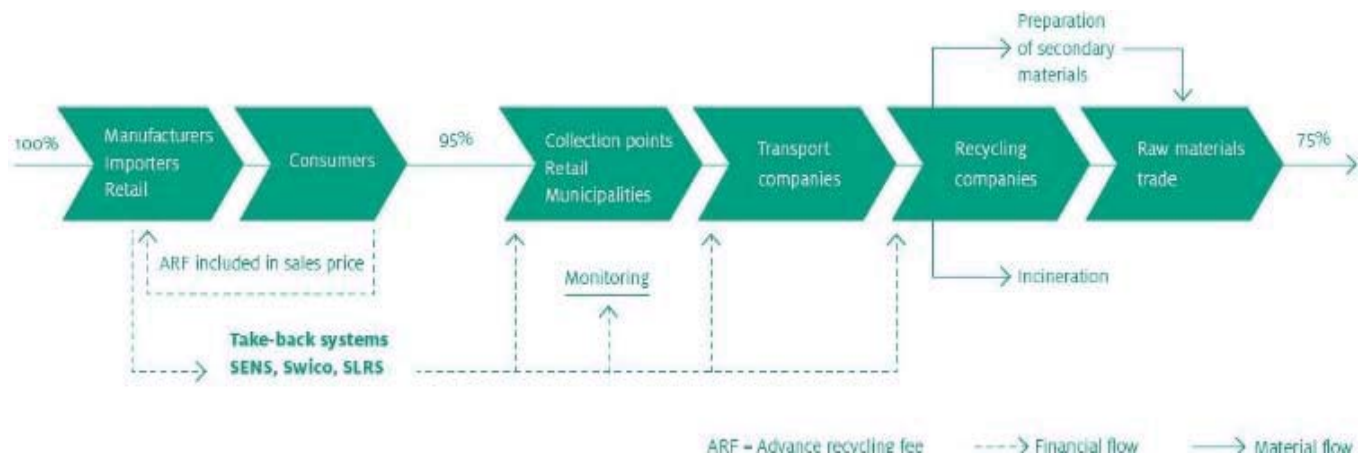 Preparation
of secondary
materials
100%
Manufacturers
Importers
Retail
Consumers
95%
Collection points
Retail
Municipalities
Transport
companies
Recycling
companies
Raw materials
trade
75%
ARF included in sales price
Monitoring
Incineration
Take-back systems
SENS, Swico, SLRS
ARF = Advance recycling fee
Financial flow
Material flow